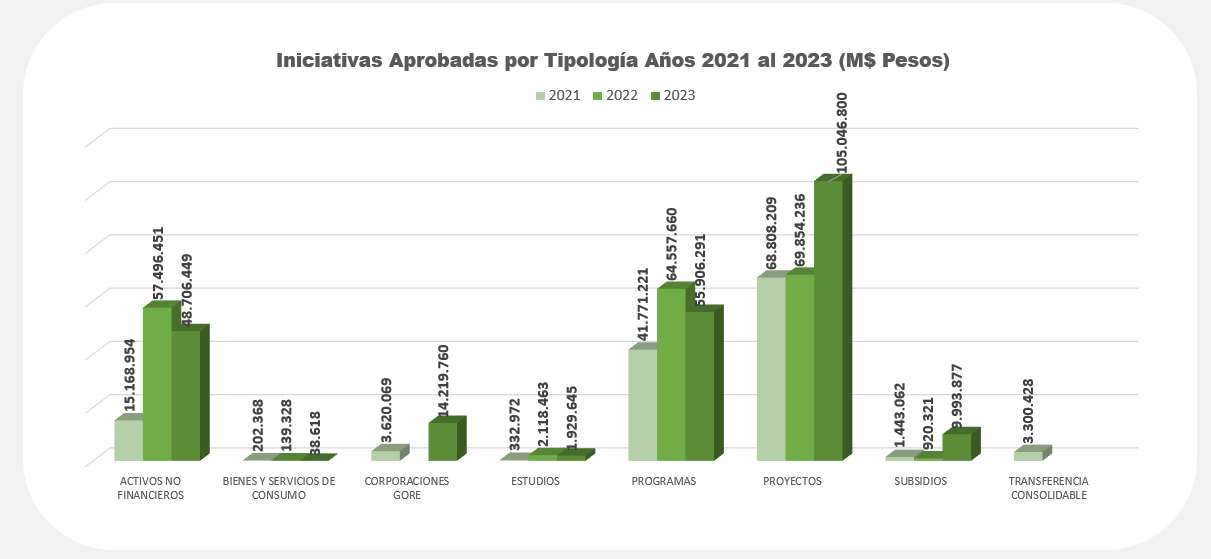 Iniciativas Aprobadas por Tipología Años 2021 al 2023 (M$ Pesos)
2021 2022 2023
15.168.954
57.496.451
48.706.449
202.368
139.328
38.618
3.620.069
14.219.760
332.972
2.118.463
1.929.645
41.771.221
64.557.660
55.906.291
68.808.209
69.854.236
105.046.800
1.443.062
920.321
9.993.877
3.300.428
ACTIVOS NO
FINANCIEROS
BIENES Y SERVICIOS DE
CONSUMO
CORPORACIONES
GORE
ESTUDIOS
PROGRAMAS
PROYECTOS
SUBSIDIOS
TRANSFERENCIA
CONSOLIDABLE